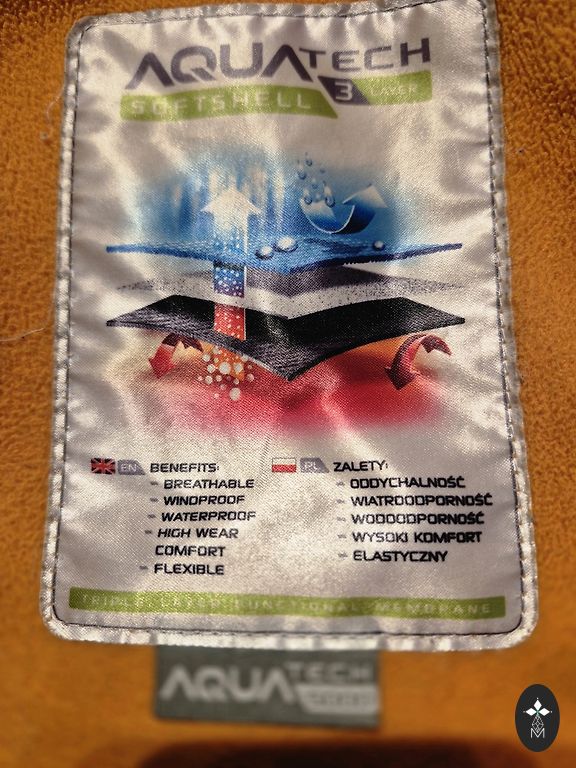 AQUATECH
SOFTSHELL 3 LAYER
EN BENEFITS:
- BREATHABLE
- WINDPROOF
- WATERPROOF
- HIGH WEAR
COMFORT
- FLEXIBLE
PL ZALETY:
- ODDYCHALNOŚĆ
- WIATROODPORNOŚĆ
- WODOODPORNOŚĆ
- WYSOKI KOMFORT
- ELASTYCZNY
TRIPLE LAYER FUNCTIONAL MEMBRANE
AQUATECH
M